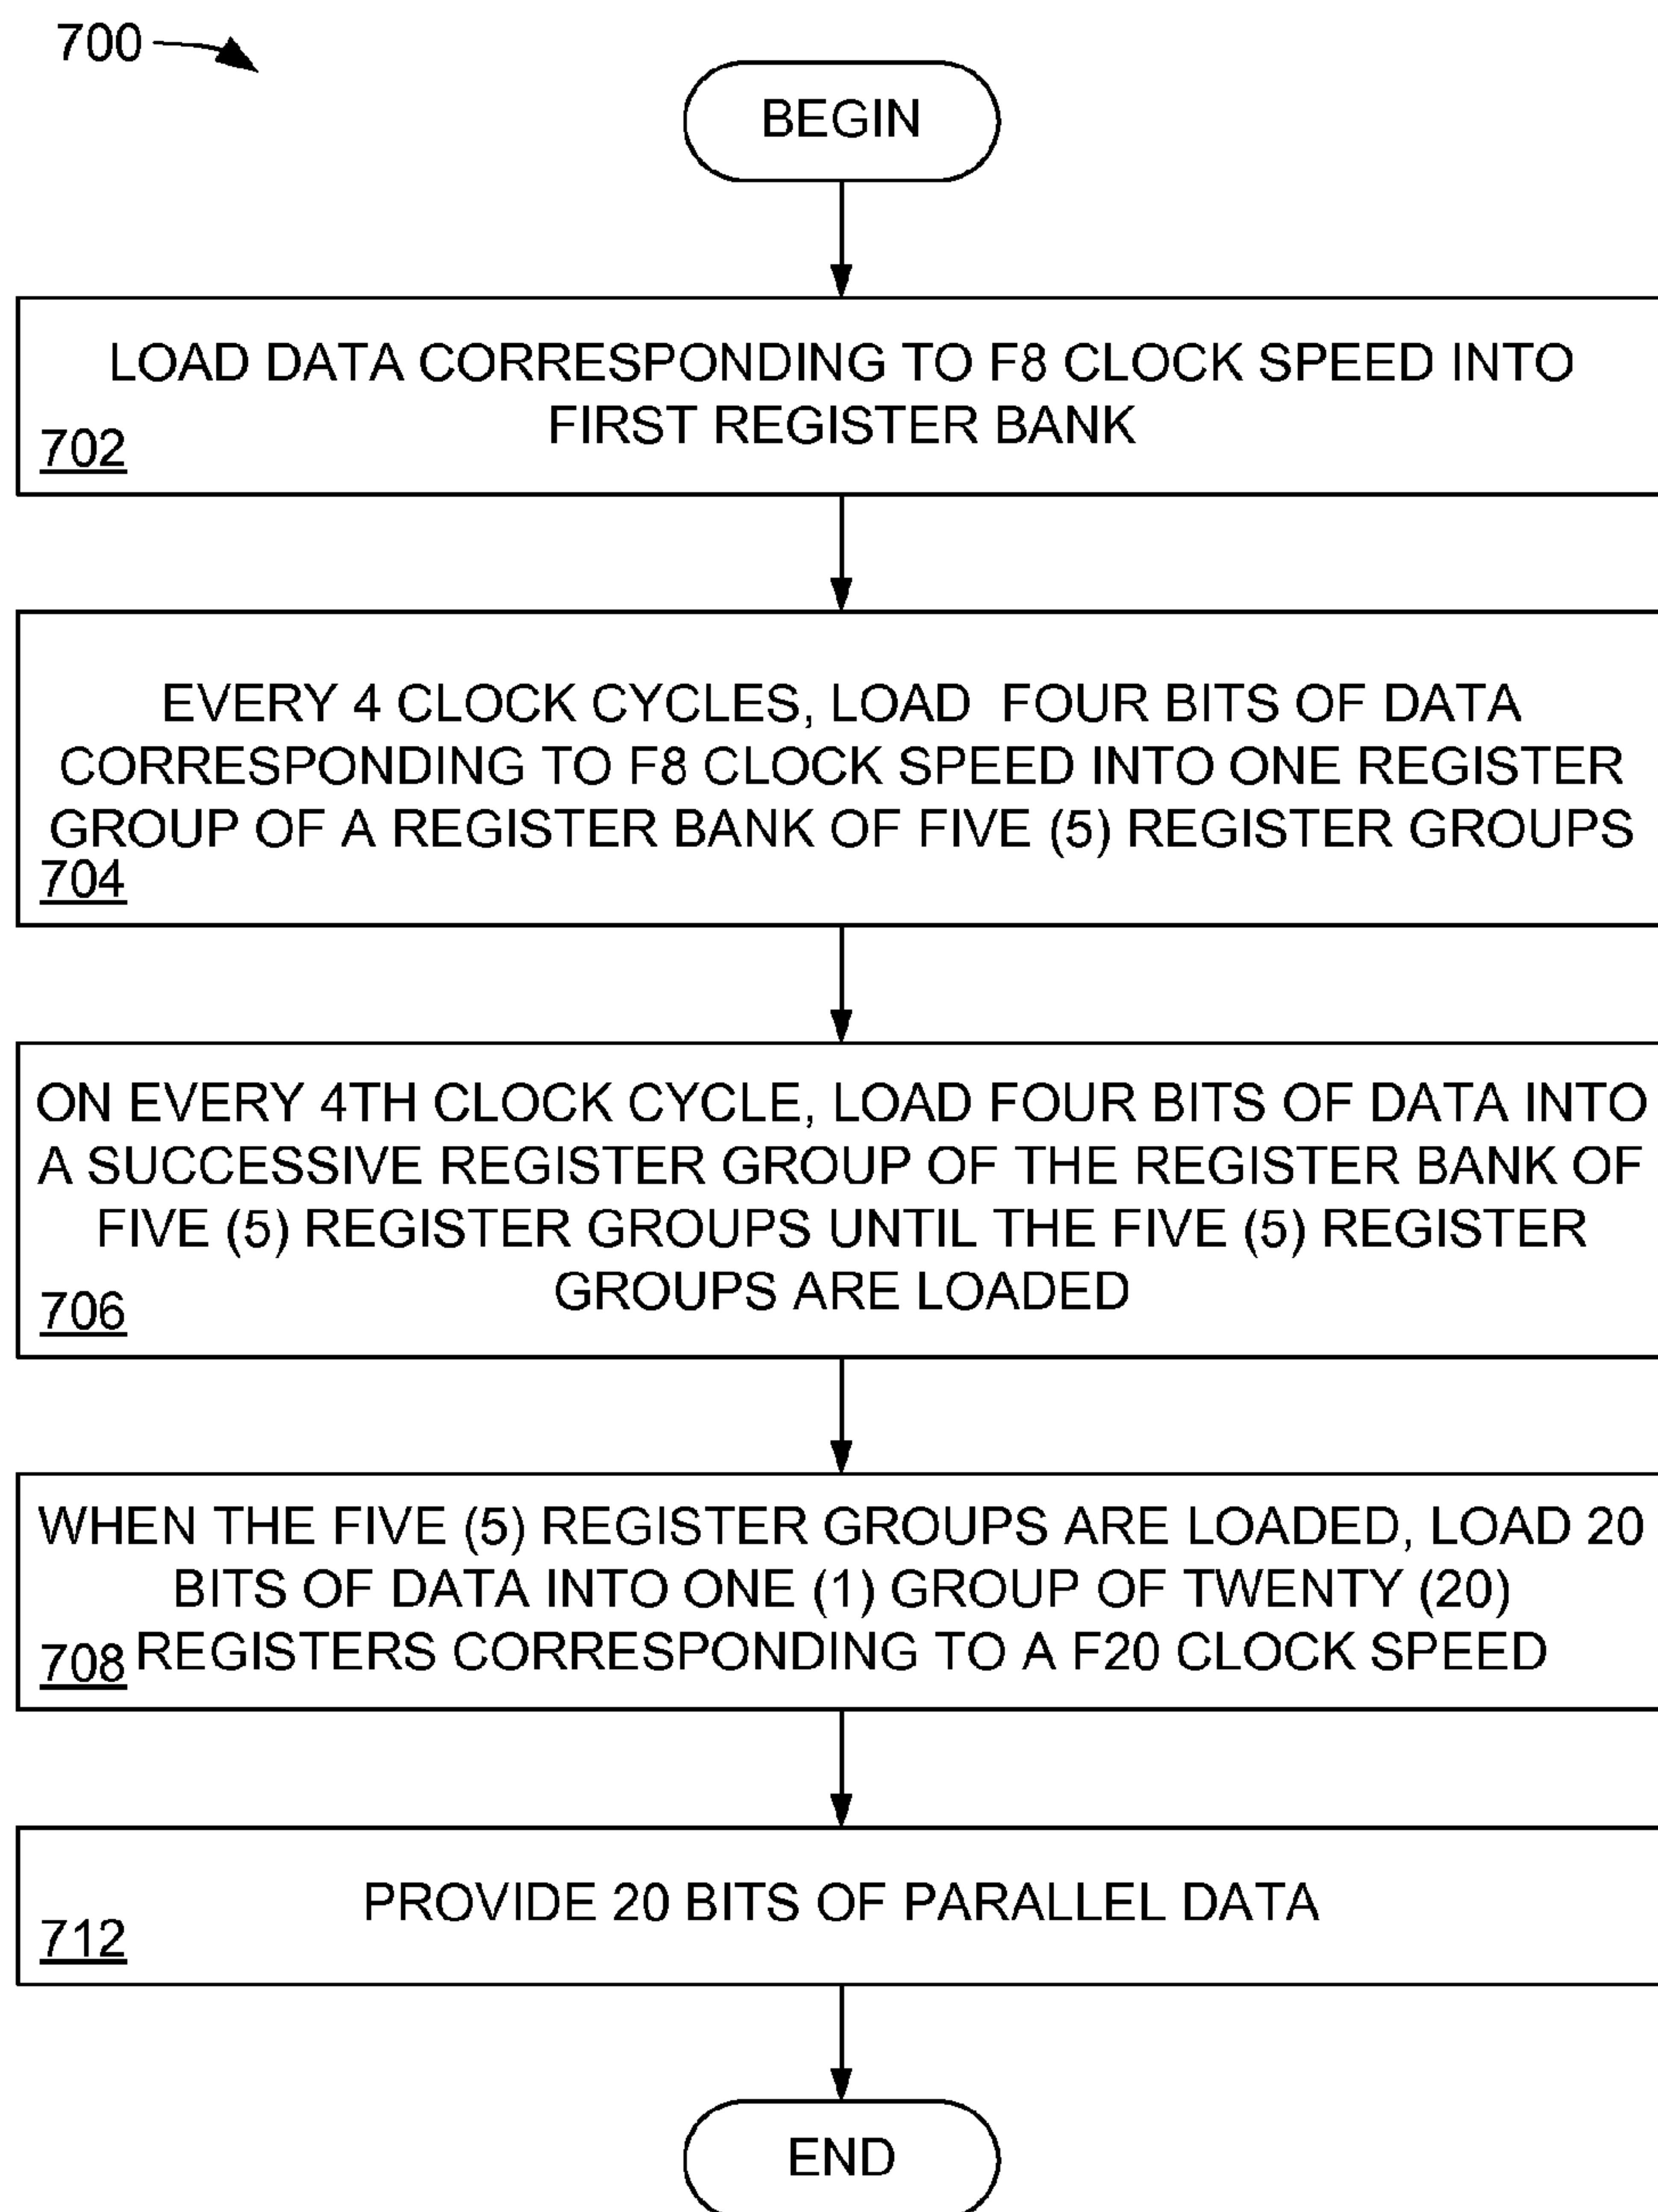 700
BEGIN
LOAD DATA CORRESPONDING TO F8 CLOCK SPEED INTO
FIRST REGISTER BANK
702
EVERY 4 CLOCK CYCLES, LOAD FOUR BITS OF DATA
CORRESPONDING TO F8 CLOCK SPEED INTO ONE REGISTER
GROUP OF A REGISTER BANK OF FIVE (5) REGISTER GROUPS
704
ON EVERY 4TH CLOCK CYCLE, LOAD FOUR BITS OF DATA INTO
A SUCCESSIVE REGISTER GROUP OF THE REGISTER BANK OF
FIVE (5) REGISTER GROUPS UNTIL THE FIVE (5) REGISTER
GROUPS ARE LOADED
706
WHEN THE FIVE (5) REGISTER GROUPS ARE LOADED, LOAD 20
BITS OF DATA INTO ONE (1) GROUP OF TWENTY (20)
708 REGISTERS CORRESPONDING TO A F20 CLOCK SPEED
PROVIDE 20 BITS OF PARALLEL DATA
712
END